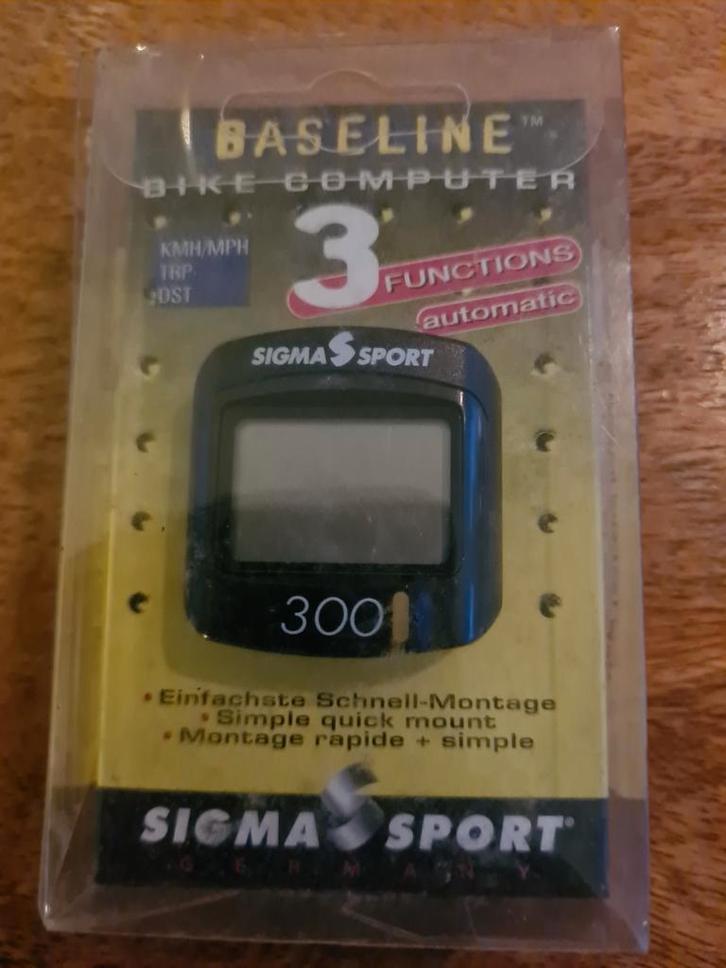 BASELINE™
BIKE COMPUTER
KMH/MPH
TRP
DST
3 FUNCTIONS
automatic
SIGMA SPORT
300
• Einfachste Schnell-Montage
• Simple quick mount
• Montage rapide + simple
SIGMA SPORT®
GERMANY